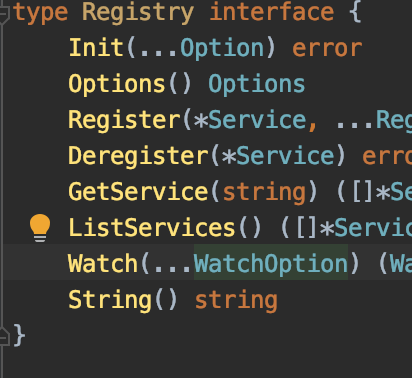 type Registry interface {
Init(...Option) error
Options() Options
Register(*Service, ...Reg
Deregister(*Service) erro
GetService(string) ([]*Se
ListServices() ([]*Servic
Watch(...WatchOption) (Wa
String() string
}